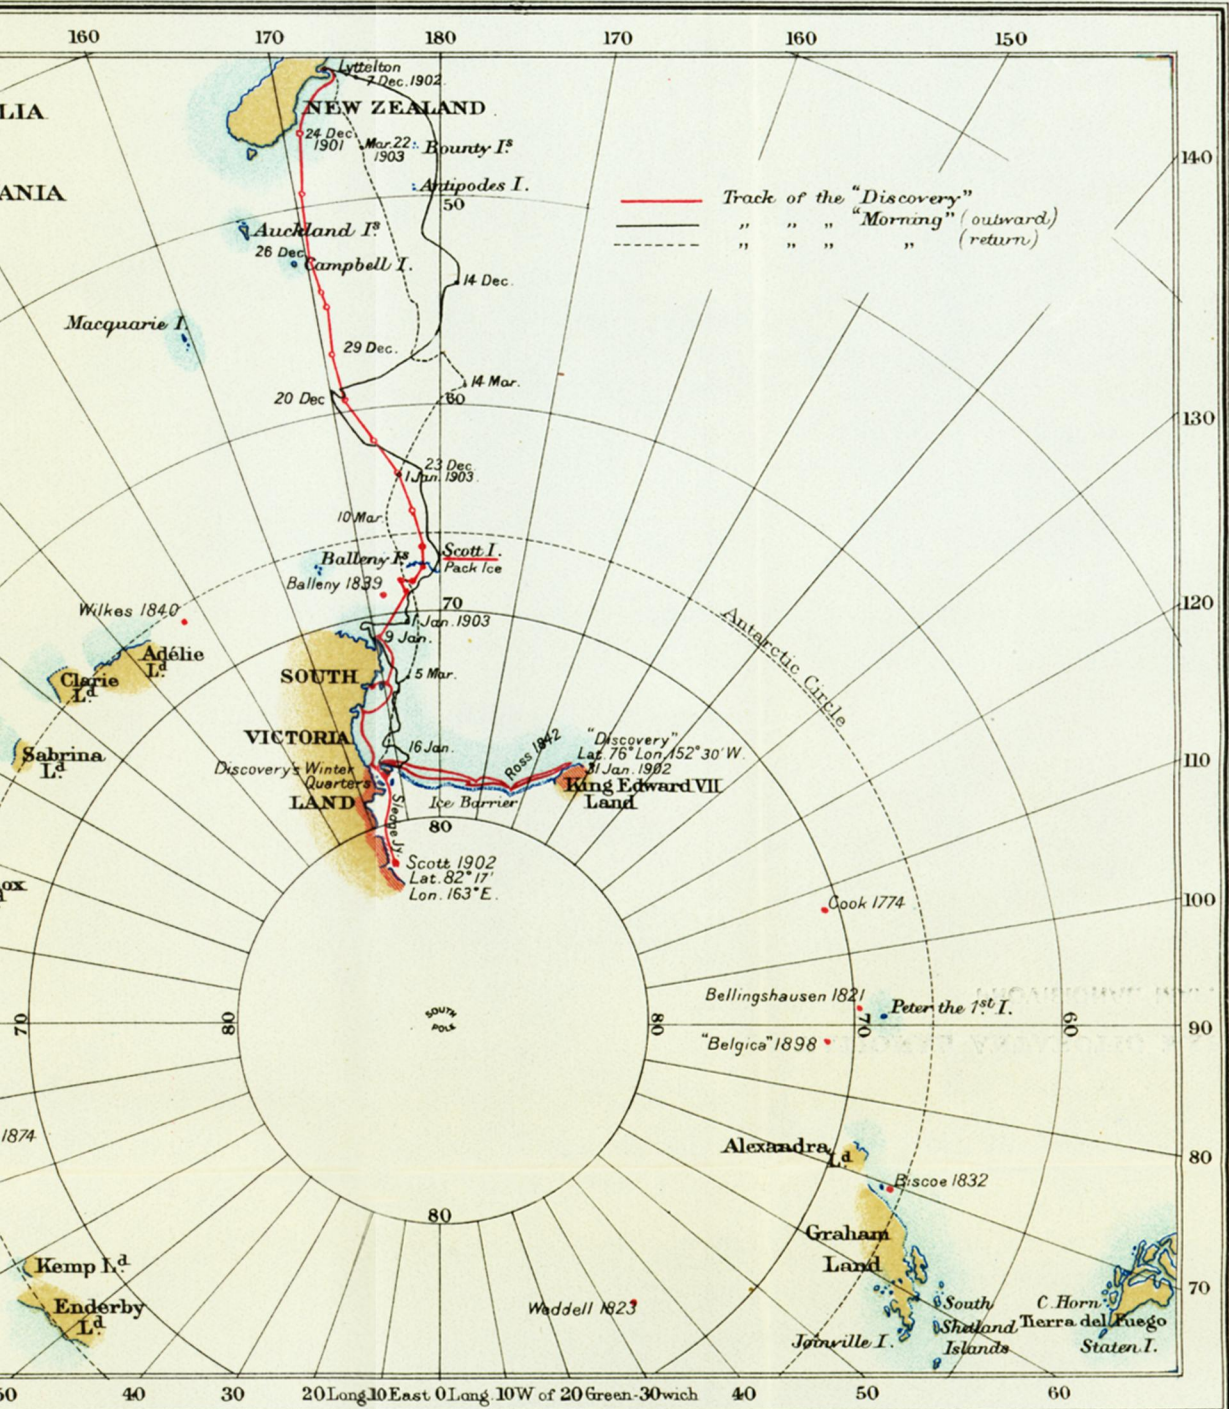 160 170 180 170 160 150
Lyttelton
7 Dec. 1902
LIA
NEW ZEALAND
24 Dec
1901
Mar. 22
1903
Bounty Iˢ.
140
ANIA
Antipodes I.
50
Track of the "Discovery"
„ „ „ "Morning" (outward)
„ „ „ „ (return)
Auckland Iˢ.
26 Dec
Campbell I.
14 Dec.
Macquarie I.
29 Dec.
14 Mar.
20 Dec
60
130
23 Dec.
1 Jan. 1903
10 Mar.
Scott I.
Balleny Iˢ
Pack Ice
Balleny 1839
Wilkes 1840
70
120
1 Jan. 1903
9 Jan.
Antarctic Circle
Adélie
Lᵈ.
SOUTH
5 Mar.
Clarie
Lᵈ.
VICTORIA
16 Jan.
Ross 1842
"Discovery"
Lat. 76° Lon. 152° 30' W.
31 Jan. 1902
Sabrina
Lᵈ.
110
Discovery's Winter
Quarters
King Edward VII
Land
LAND
Sledge Jy.
Ice Barrier
80
Scott 1902
Lat. 82° 17'
Lon. 163° E.
ox
Cook 1774
100
Bellingshausen 1821
Peter the 1ˢᵗ I.
SOUTH
POLE
70 80 80 70 60 90
"Belgica" 1898
1874
Alexandra
Lᵈ.
80
Biscoe 1832
80
Graham
Land
Kemp Lᵈ.
Enderby
Lᵈ.
Weddell 1823
70
South
Shetland
Islands
C. Horn
Tierra del Fuego
Staten I.
Joinville I.
50 40 30 20 Long. 10 East 0 Long. 10 W of 20 Green- 30 wich 40 50 60